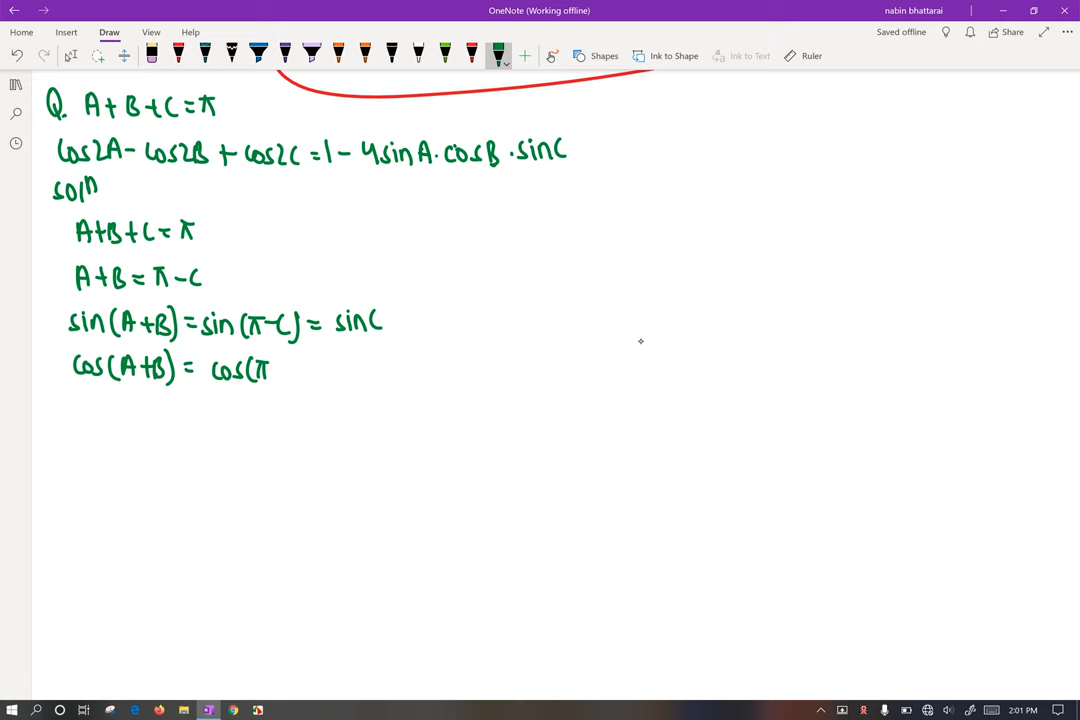 OneNote (Working offline)
nabin bhattarai
Home Insert Draw View Help
Saved offline Share
Shapes Ink to Shape Ink to Text Ruler
Q. A+B+C=π
cos2A - cos2B + cos2C = 1 - 4sinA·cosB·sinC
solⁿ
A+B+C=π
A+B=π-C
sin(A+B)=sin(π-C)= sinC
cos(A+B)= cos(π
2:01 PM